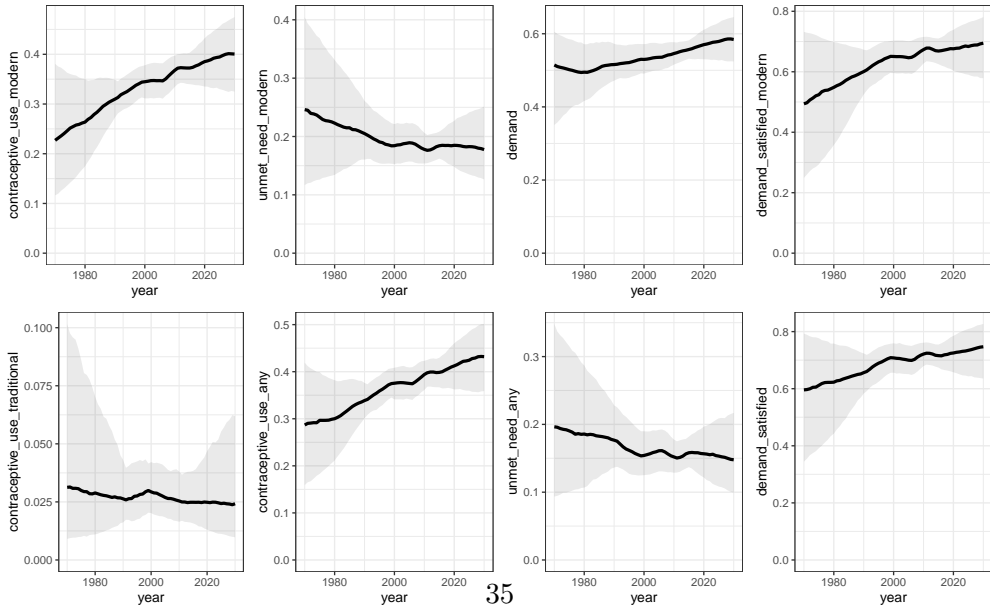 contraceptive_use_modern
0.4
0.3
0.2
0.1
0.0
1980 2000 2020
year
unmet_need_modern
0.4
0.3
0.2
0.1
0.0
1980 2000 2020
year
demand
0.6
0.4
0.2
0.0
1980 2000 2020
year
demand_satisfied_modern
0.8
0.6
0.4
0.2
0.0
1980 2000 2020
year
contraceptive_use_traditional
0.100
0.075
0.050
0.025
0.000
1980 2000 2020
year
contraceptive_use_any
0.5
0.4
0.3
0.2
0.1
0.0
1980 2000 2020
year
unmet_need_any
0.3
0.2
0.1
0.0
1980 2000 2020
year
demand_satisfied
0.8
0.6
0.4
0.2
0.0
1980 2000 2020
year
35